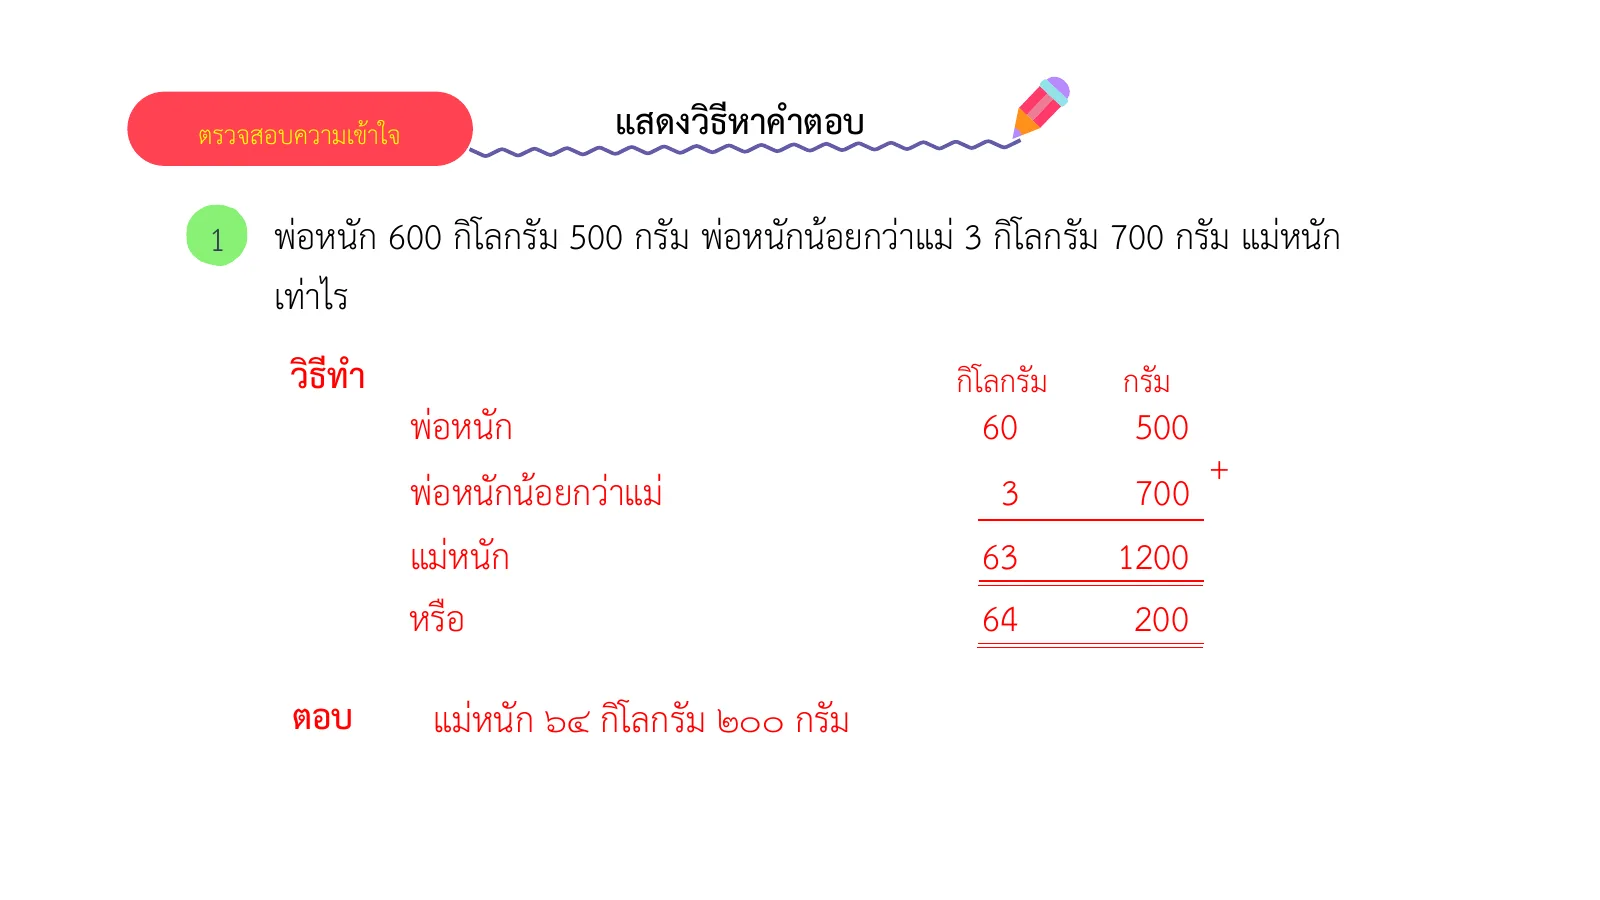 ตรวจสอบความเข้าใจ
แสดงวิธีหาคำตอบ
1 พ่อหนัก 600 กิโลกรัม 500 กรัม พ่อหนักน้อยกว่าแม่ 3 กิโลกรัม 700 กรัม แม่หนัก
เท่าไร
วิธีทำ กิโลกรัม กรัม
พ่อหนัก 60 500
+
พ่อหนักน้อยกว่าแม่ 3 700
แม่หนัก 63 1200
หรือ 64 200
ตอบ แม่หนัก ๖๔ กิโลกรัม ๒๐๐ กรัม